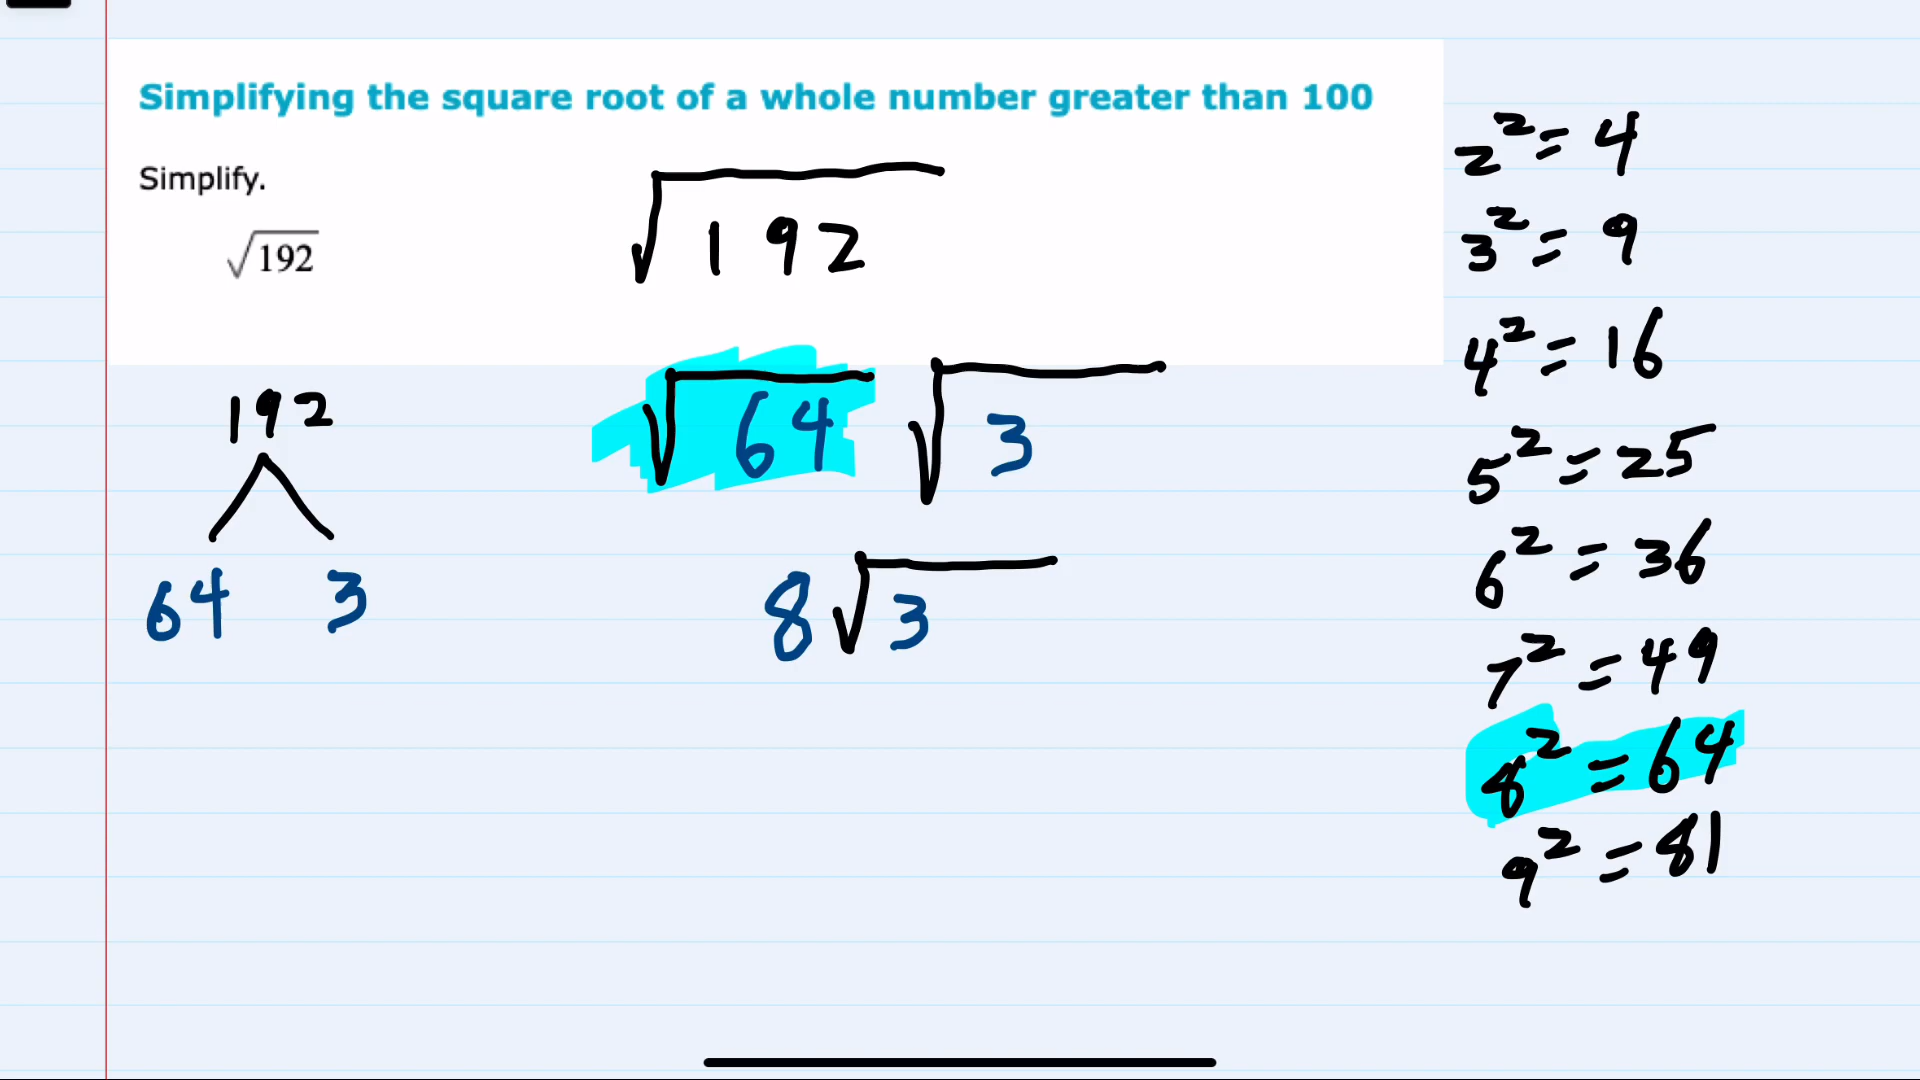 Simplifying the square root of a whole number greater than 100
Simplify.
√192
√192
192
64 3
√64 √3
8√3
2² = 4
3² = 9
4² = 16
5² = 25
6² = 36
7² = 49
8² = 64
9² = 81